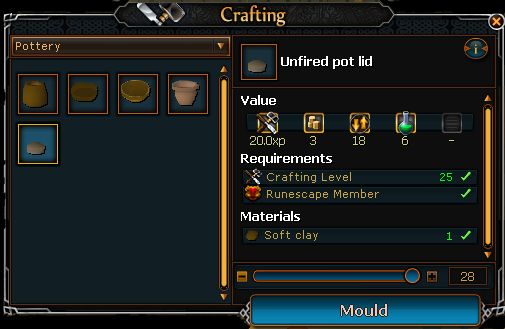 Crafting
Pottery
Unfired pot lid
Value
20.0xp 3 18 6 -
Requirements
Crafting Level 25
Runescape Member
Materials
Soft clay 1
28
Mould